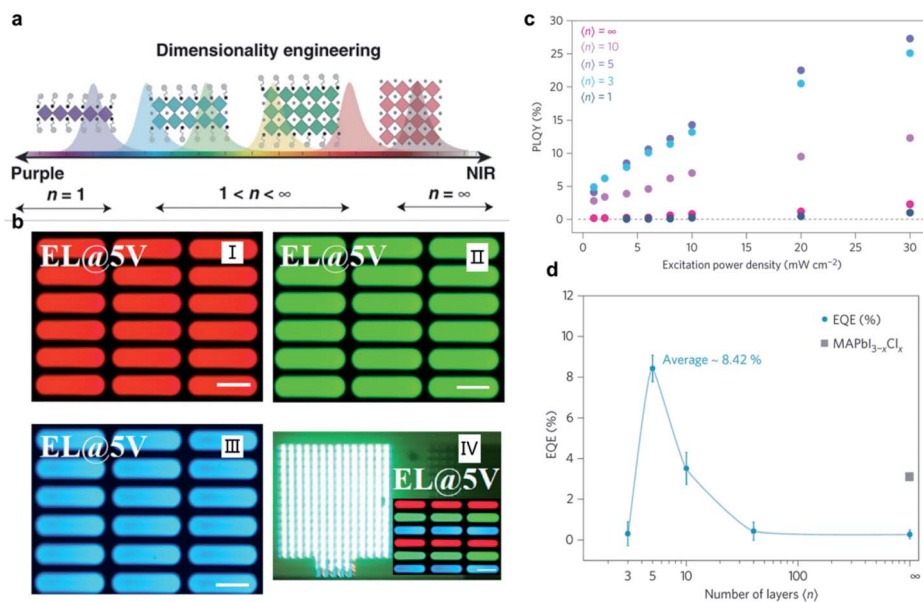 a
Dimensionality engineering
Purple
NIR
n = 1
1 < n < ∞
n = ∞
b
EL@5V
I
EL@5V
II
EL@5V
III
IV
EL@5V
c
PLQY (%)
30
25
20
15
10
5
0
⟨n⟩ = ∞
⟨n⟩ = 10
⟨n⟩ = 5
⟨n⟩ = 3
⟨n⟩ = 1
0 5 10 15 20 25 30
Excitation power density (mW cm⁻²)
d
EQE (%)
12
10
8
6
4
2
0
EQE (%)
MAPbI₃₋ₓClₓ
Average ~ 8.42 %
3 5 10 100 ∞
Number of layers ⟨n⟩